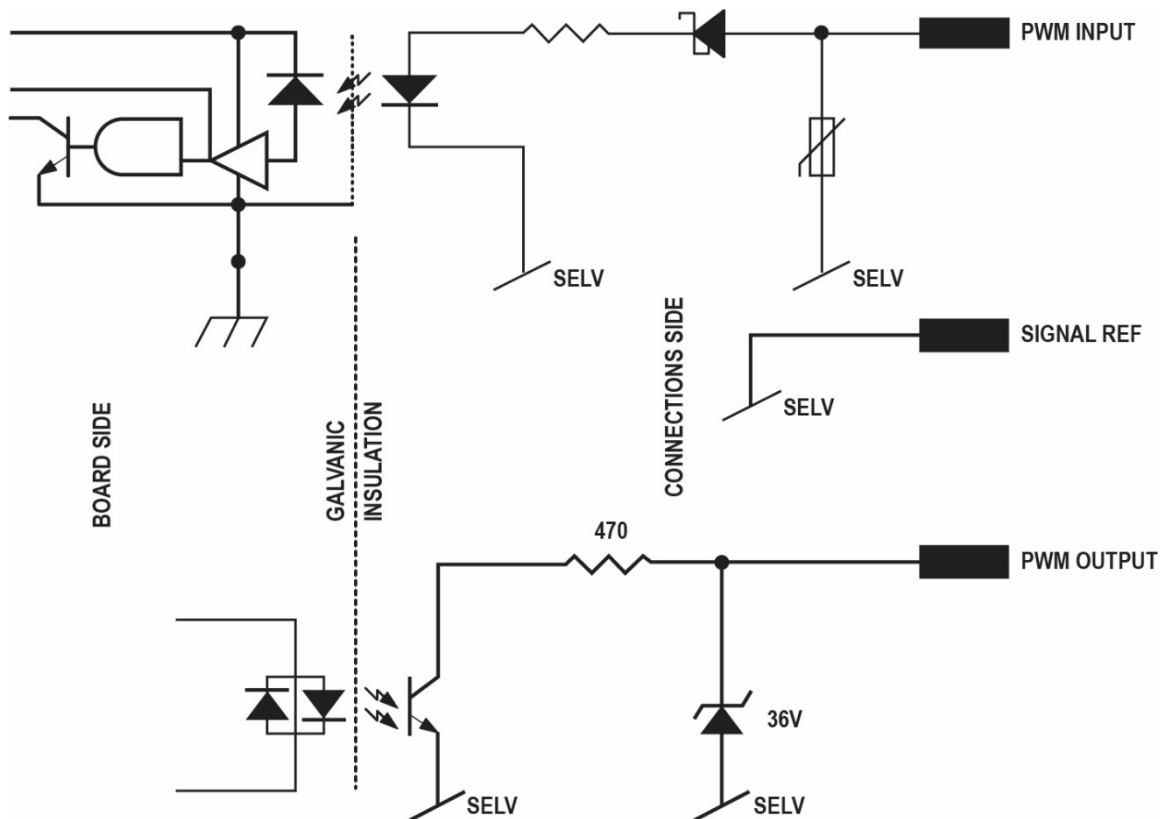 PWM INPUT
SELV
SELV
SIGNAL REF
SELV
BOARD SIDE
GALVANIC
INSULATION
CONNECTIONS SIDE
470
PWM OUTPUT
36V
SELV
SELV